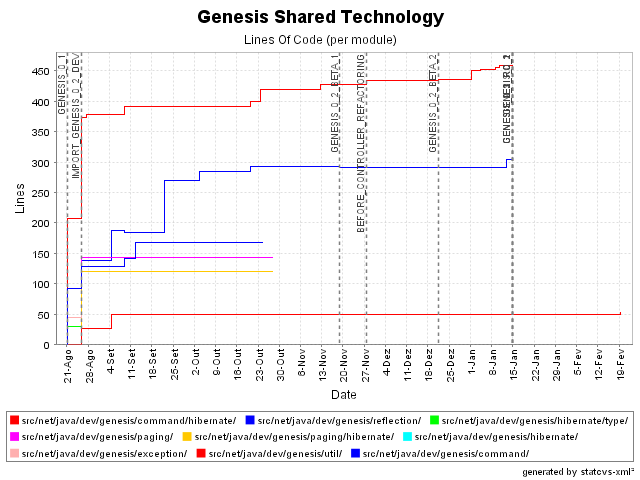 Genesis Shared Technology
Lines Of Code (per module)
GENESIS_0_1
IMPORT_GENESIS_0_2_DEV
GENESIS_0_2_BETA_1
BEFORE_CONTROLLER_REFACTORING
GENESIS_0_2_BETA_2
Lines
450
400
350
300
250
200
150
100
50
0
21-Ago
28-Ago
4-Set
11-Set
18-Set
25-Set
2-Out
9-Out
16-Out
23-Out
30-Out
6-Nov
13-Nov
20-Nov
27-Nov
4-Dez
11-Dez
18-Dez
25-Dez
1-Jan
8-Jan
15-Jan
22-Jan
29-Jan
5-Fev
12-Fev
19-Fev
Date
src/net/java/dev/genesis/command/hibernate/
src/net/java/dev/genesis/reflection/
src/net/java/dev/genesis/hibernate/type/
src/net/java/dev/genesis/paging/
src/net/java/dev/genesis/paging/hibernate/
src/net/java/dev/genesis/hibernate/
src/net/java/dev/genesis/exception/
src/net/java/dev/genesis/util/
src/net/java/dev/genesis/command/
generated by statcvs-xml²